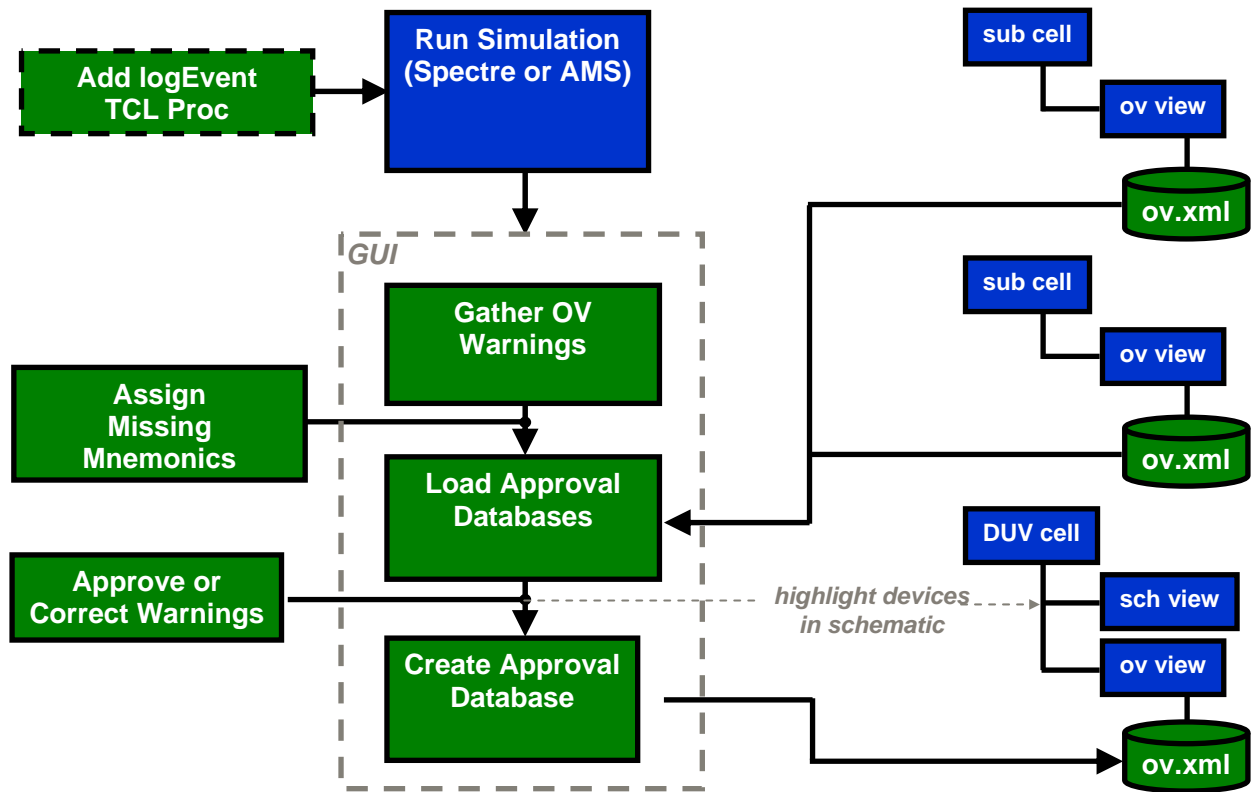 Run Simulation
(Spectre or AMS)
Add logEvent
TCL Proc
GUI
Gather OV
Warnings
Assign
Missing
Mnemonics
Load Approval
Databases
Approve or
Correct Warnings
Create Approval
Database
sub cell
ov view
ov.xml
sub cell
ov view
ov.xml
DUV cell
sch view
ov view
ov.xml
highlight devices
in schematic